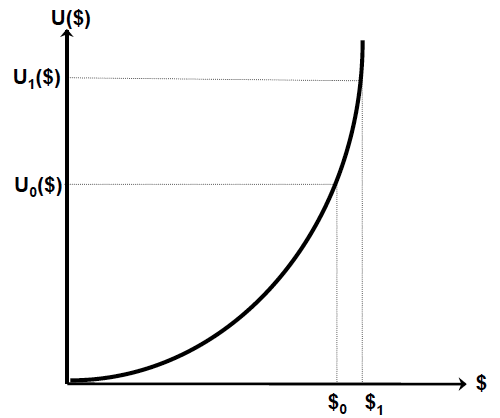 U($)
U₁($)
U₀($)
$
$₀ $₁